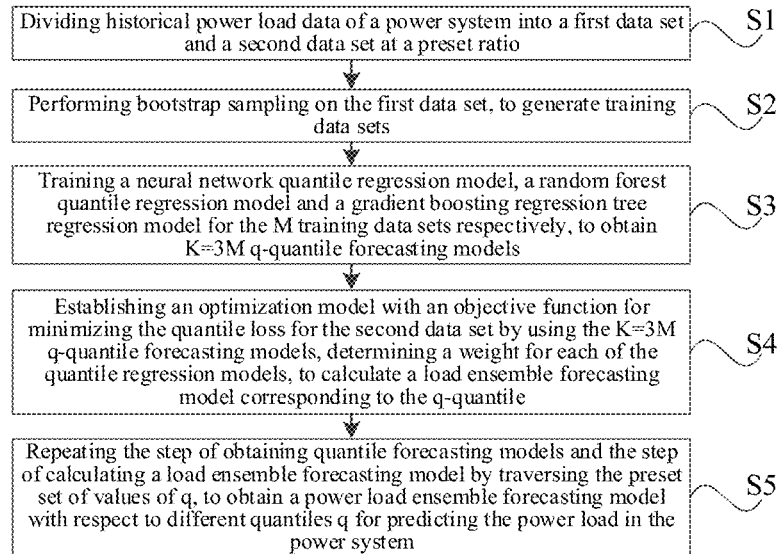 Dividing historical power load data of a power system into a first data set
and a second data set at a preset ratio
S1
Performing bootstrap sampling on the first data set, to generate training
data sets
S2
Training a neural network quantile regression model, a random forest
quantile regression model and a gradient boosting regression tree
regression model for the M training data sets respectively, to obtain
K=3M q-quantile forecasting models
S3
Establishing an optimization model with an objective function for
minimizing the quantile loss for the second data set by using the K=3M
q-quantile forecasting models, determining a weight for each of the
quantile regression models, to calculate a load ensemble forecasting
model corresponding to the q-quantile
S4
Repeating the step of obtaining quantile forecasting models and the step
of calculating a load ensemble forecasting model by traversing the preset
set of values of q, to obtain a power load ensemble forecasting model
with respect to different quantiles q for predicting the power load in the
power system
S5